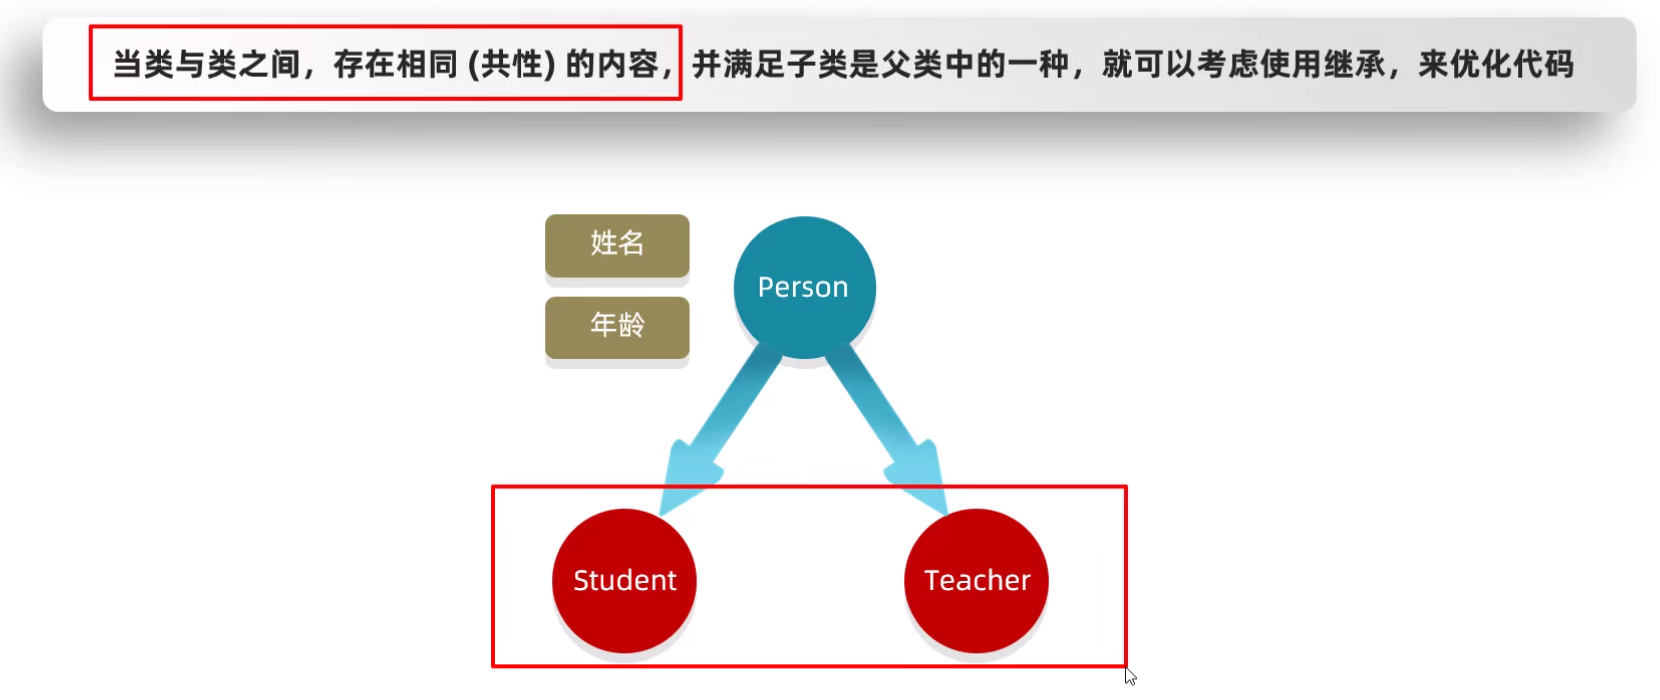 当类与类之间，存在相同 (共性) 的内容，并满足子类是父类中的一种，就可以考虑使用继承，来优化代码
姓名
Person
年龄
Student
Teacher